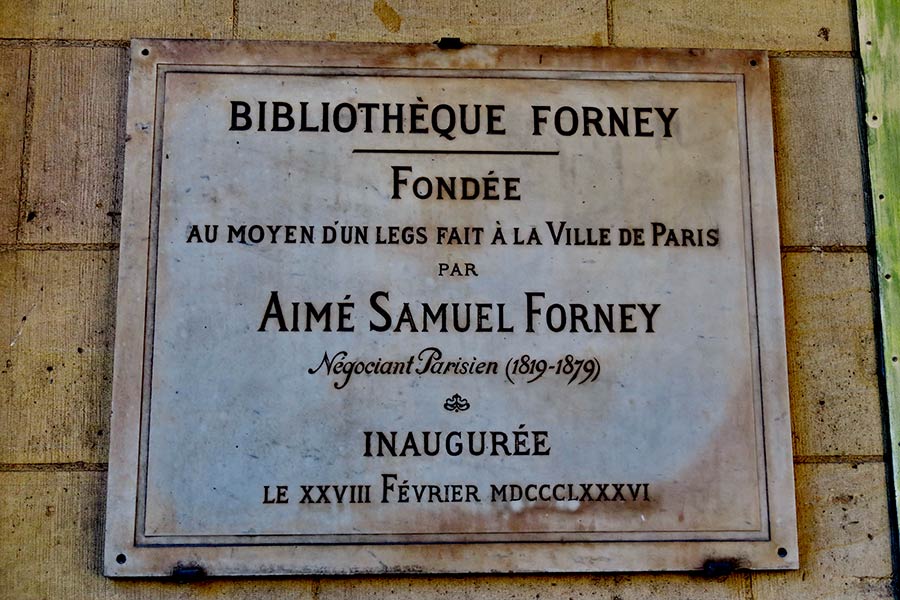 BIBLIOTHÈQUE FORNEY
FONDÉE
AU MOYEN D'UN LEGS FAIT À LA VILLE DE PARIS
PAR
AIMÉ SAMUEL FORNEY
Négociant Parisien (1819-1879)
INAUGURÉE
LE XXVIII FÉVRIER MDCCCLXXXVI